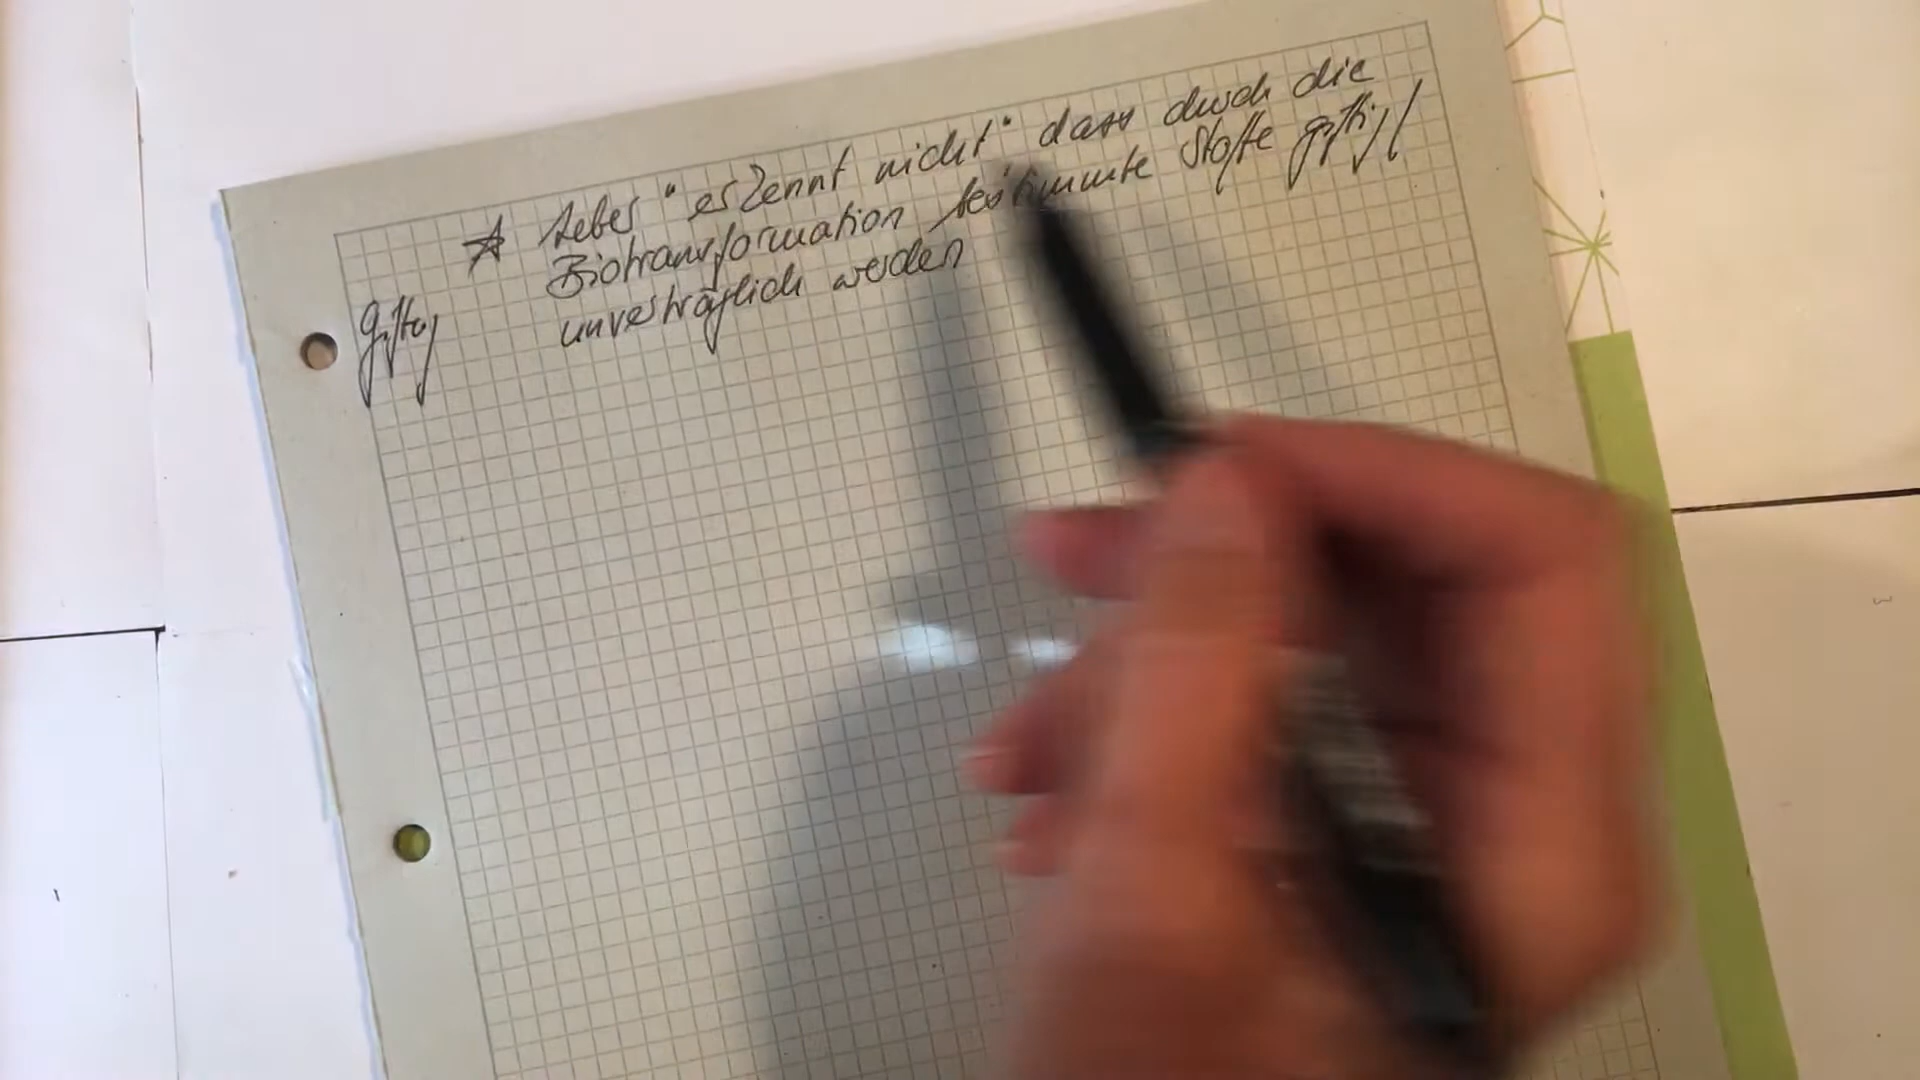 ☆ Leber "erkennt nicht" dass durch die
Biotransformation bestimmte Stoffe giftig/
unverträglich werden
Giftig